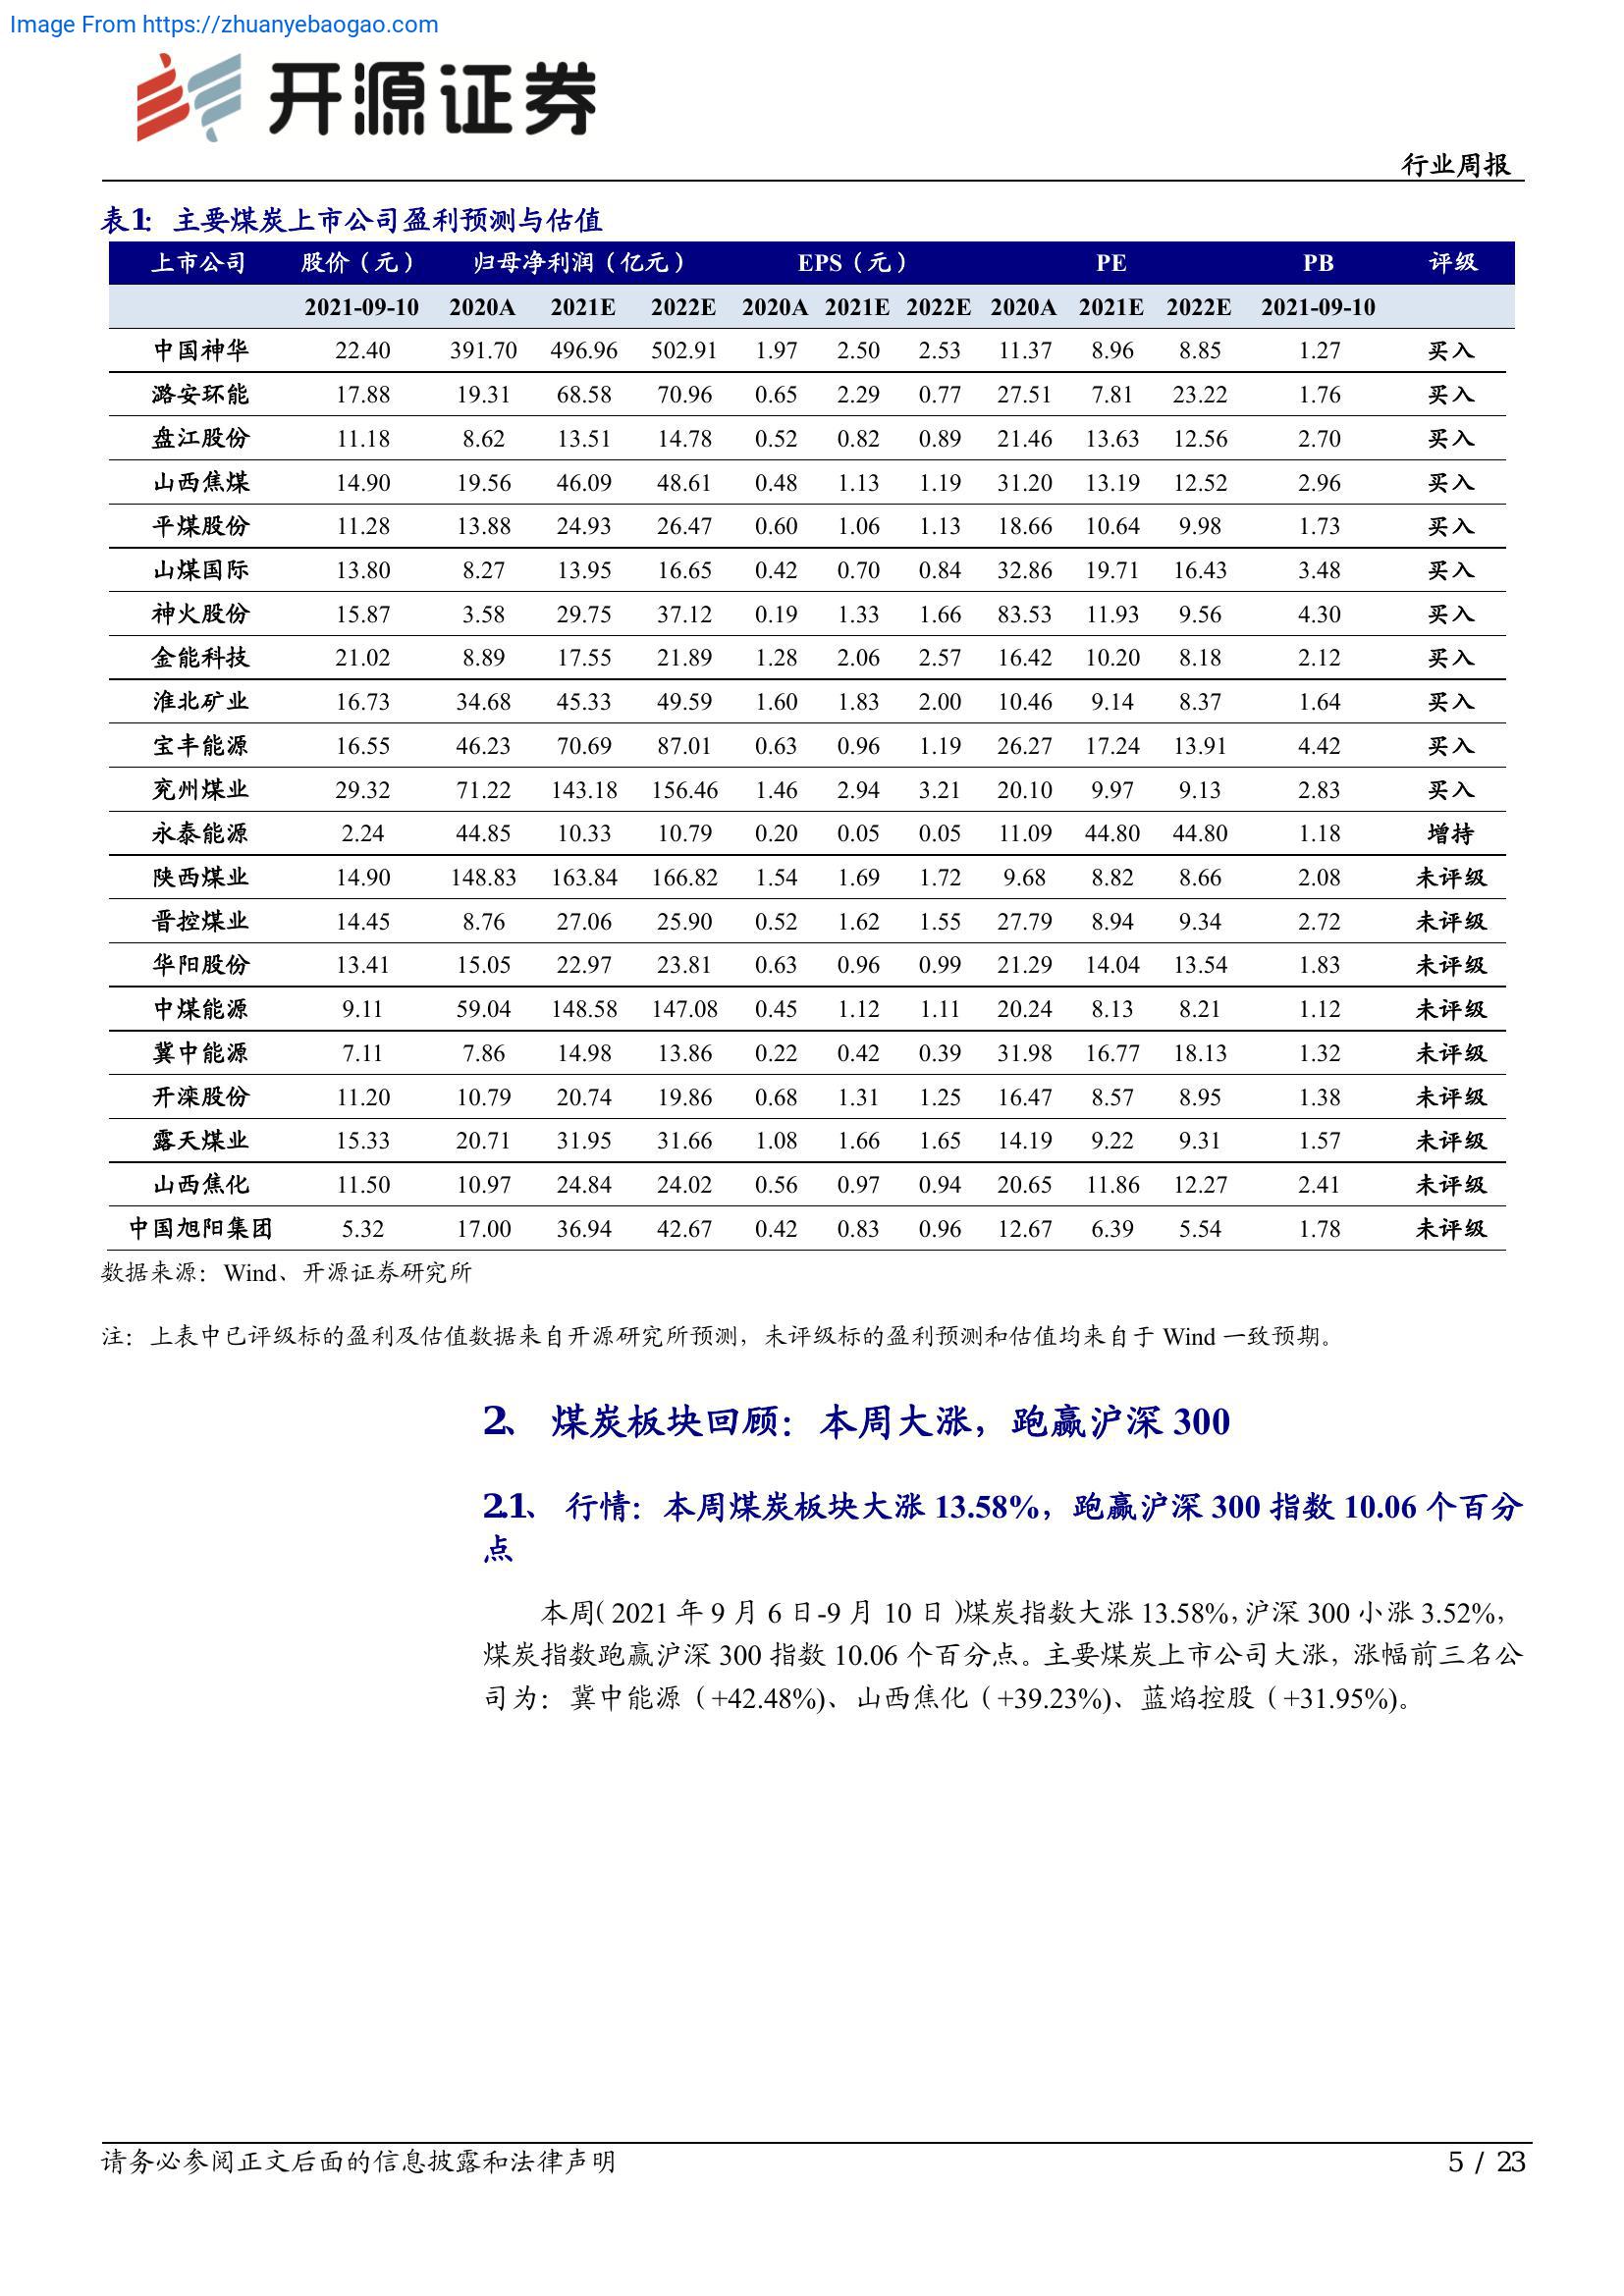 Image From https://zhuanyebaogao.com
开源证券
行业周报
表1: 主要煤炭上市公司盈利预测与估值
上市公司 股价（元） 归母净利润（亿元） EPS（元） PE PB 评级
2021-09-10 2020A 2021E 2022E 2020A 2021E 2022E 2020A 2021E 2022E 2021-09-10
中国神华 22.40 391.70 496.96 502.91 1.97 2.50 2.53 11.37 8.96 8.85 1.27 买入
潞安环能 17.88 19.31 68.58 70.96 0.65 2.29 0.77 27.51 7.81 23.22 1.76 买入
盘江股份 11.18 8.62 13.51 14.78 0.52 0.82 0.89 21.46 13.63 12.56 2.70 买入
山西焦煤 14.90 19.56 46.09 48.61 0.48 1.13 1.19 31.20 13.19 12.52 2.96 买入
平煤股份 11.28 13.88 24.93 26.47 0.60 1.06 1.13 18.66 10.64 9.98 1.73 买入
山煤国际 13.80 8.27 13.95 16.65 0.42 0.70 0.84 32.86 19.71 16.43 3.48 买入
神火股份 15.87 3.58 29.75 37.12 0.19 1.33 1.66 83.53 11.93 9.56 4.30 买入
金能科技 21.02 8.89 17.55 21.89 1.28 2.06 2.57 16.42 10.20 8.18 2.12 买入
淮北矿业 16.73 34.68 45.33 49.59 1.60 1.83 2.00 10.46 9.14 8.37 1.64 买入
宝丰能源 16.55 46.23 70.69 87.01 0.63 0.96 1.19 26.27 17.24 13.91 4.42 买入
兖州煤业 29.32 71.22 143.18 156.46 1.46 2.94 3.21 20.10 9.97 9.13 2.83 买入
永泰能源 2.24 44.85 10.33 10.79 0.20 0.05 0.05 11.09 44.80 44.80 1.18 增持
陕西煤业 14.90 148.83 163.84 166.82 1.54 1.69 1.72 9.68 8.82 8.66 2.08 未评级
晋控煤业 14.45 8.76 27.06 25.90 0.52 1.62 1.55 27.79 8.94 9.34 2.72 未评级
华阳股份 13.41 15.05 22.97 23.81 0.63 0.96 0.99 21.29 14.04 13.54 1.83 未评级
中煤能源 9.11 59.04 148.58 147.08 0.45 1.12 1.11 20.24 8.13 8.21 1.12 未评级
冀中能源 7.11 7.86 14.98 13.86 0.22 0.42 0.39 31.98 16.77 18.13 1.32 未评级
开滦股份 11.20 10.79 20.74 19.86 0.68 1.31 1.25 16.47 8.57 8.95 1.38 未评级
露天煤业 15.33 20.71 31.95 31.66 1.08 1.66 1.65 14.19 9.22 9.31 1.57 未评级
山西焦化 11.50 10.97 24.84 24.02 0.56 0.97 0.94 20.65 11.86 12.27 2.41 未评级
中国旭阳集团 5.32 17.00 36.94 42.67 0.42 0.83 0.96 12.67 6.39 5.54 1.78 未评级
数据来源：Wind、开源证券研究所
注：上表中已评级标的盈利及估值数据来自开源研究所预测，未评级标的盈利预测和估值均来自于 Wind 一致预期。
2、 煤炭板块回顾：本周大涨，跑赢沪深 300
2.1、 行情：本周煤炭板块大涨 13.58%，跑赢沪深 300 指数 10.06 个百分
点
本周（2021 年 9 月 6 日-9 月 10 日）煤炭指数大涨 13.58%，沪深 300 小涨 3.52%，
煤炭指数跑赢沪深 300 指数 10.06 个百分点。主要煤炭上市公司大涨，涨幅前三名公
司为：冀中能源（+42.48%)、山西焦化（+39.23%)、蓝焰控股（+31.95%)。
请务必参阅正文后面的信息披露和法律声明
5 / 23